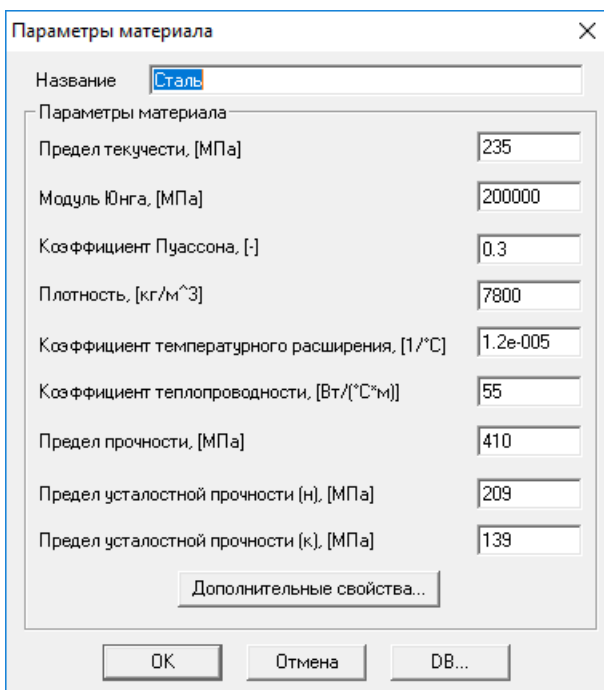 Параметры материала
Название Сталь
Параметры материала
Предел текучести, [МПа] 235
Модуль Юнга, [МПа] 200000
Коэффициент Пуассона, [-] 0.3
Плотность, [кг/м^3] 7800
Коэффициент температурного расширения, [1/°C] 1.2e-005
Коэффициент теплопроводности, [Вт/(°C*м)] 55
Предел прочности, [МПа] 410
Предел усталостной прочности (н), [МПа] 209
Предел усталостной прочности (к), [МПа] 139
Дополнительные свойства...
OK Отмена DB...